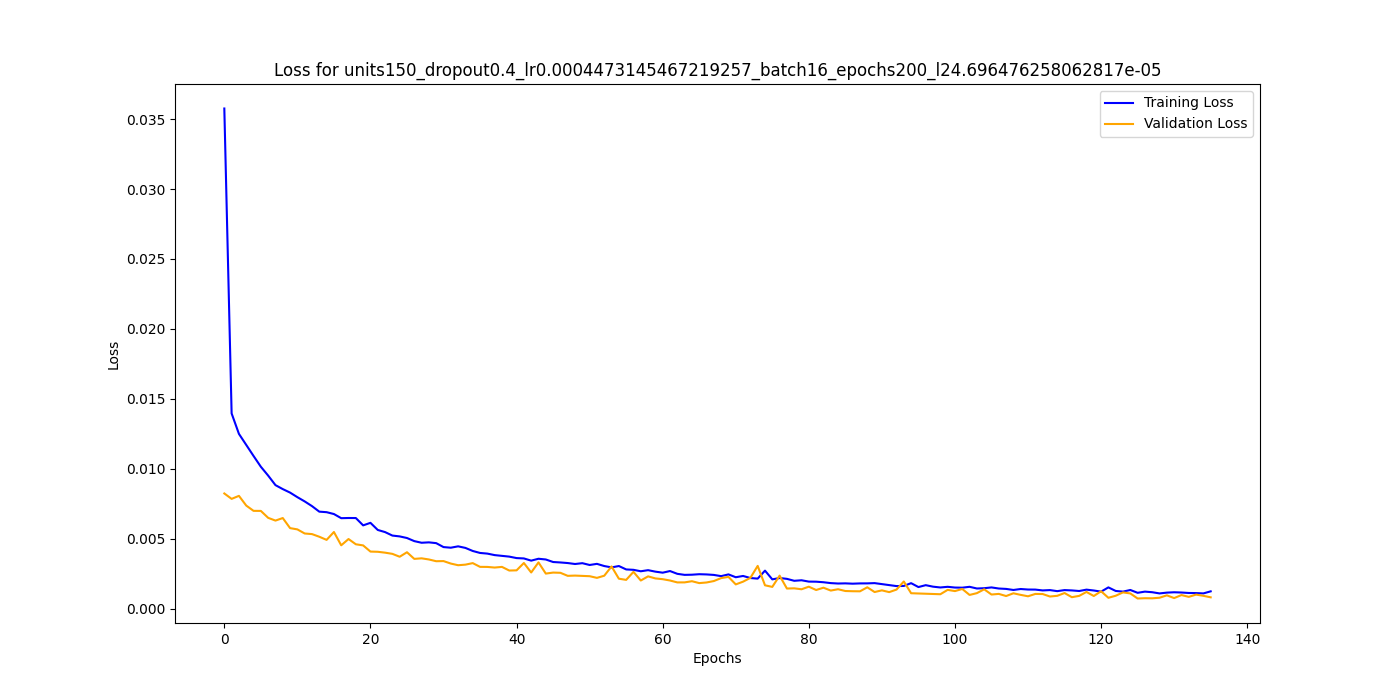 Loss for units150_dropout0.4_lr0.0004473145467219257_batch16_epochs200_l24.696476258062817e-05
Training Loss
Validation Loss
0.035
0.030
0.025
0.020
0.015
0.010
0.005
0.000
Loss
0 20 40 60 80 100 120 140
Epochs